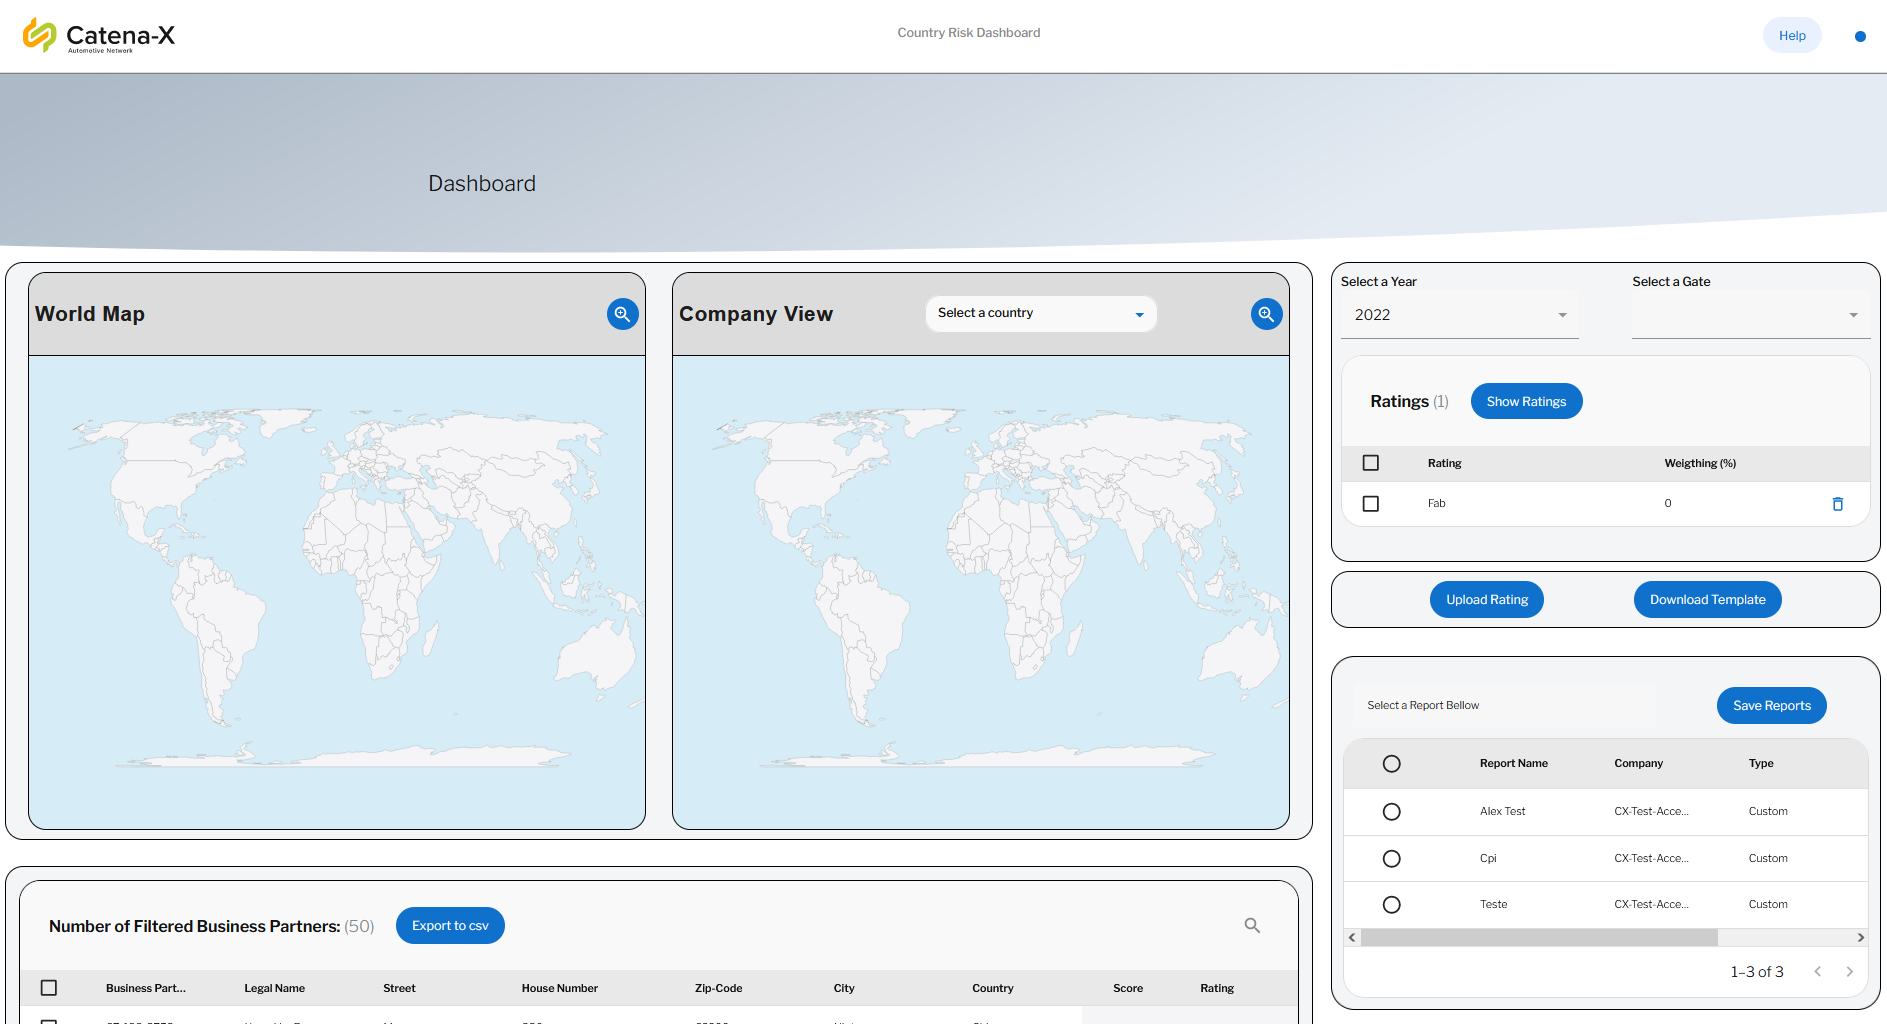 Catena-X
Automotive Network
Country Risk Dashboard
Help
Dashboard
World Map
Company View
Select a country
Select a Year
Select a Gate
2022
Ratings (1)
Show Ratings
Rating
Weigthing (%)
Fab
0
Upload Rating
Download Template
Select a Report Bellow
Save Reports
Report Name
Company
Type
Alex Test
CX-Test-Acce...
Custom
Cpi
CX-Test-Acce...
Custom
Teste
CX-Test-Acce...
Custom
1–3 of 3
Number of Filtered Business Partners: (50)
Export to csv
Business Part...
Legal Name
Street
House Number
Zip-Code
City
Country
Score
Rating